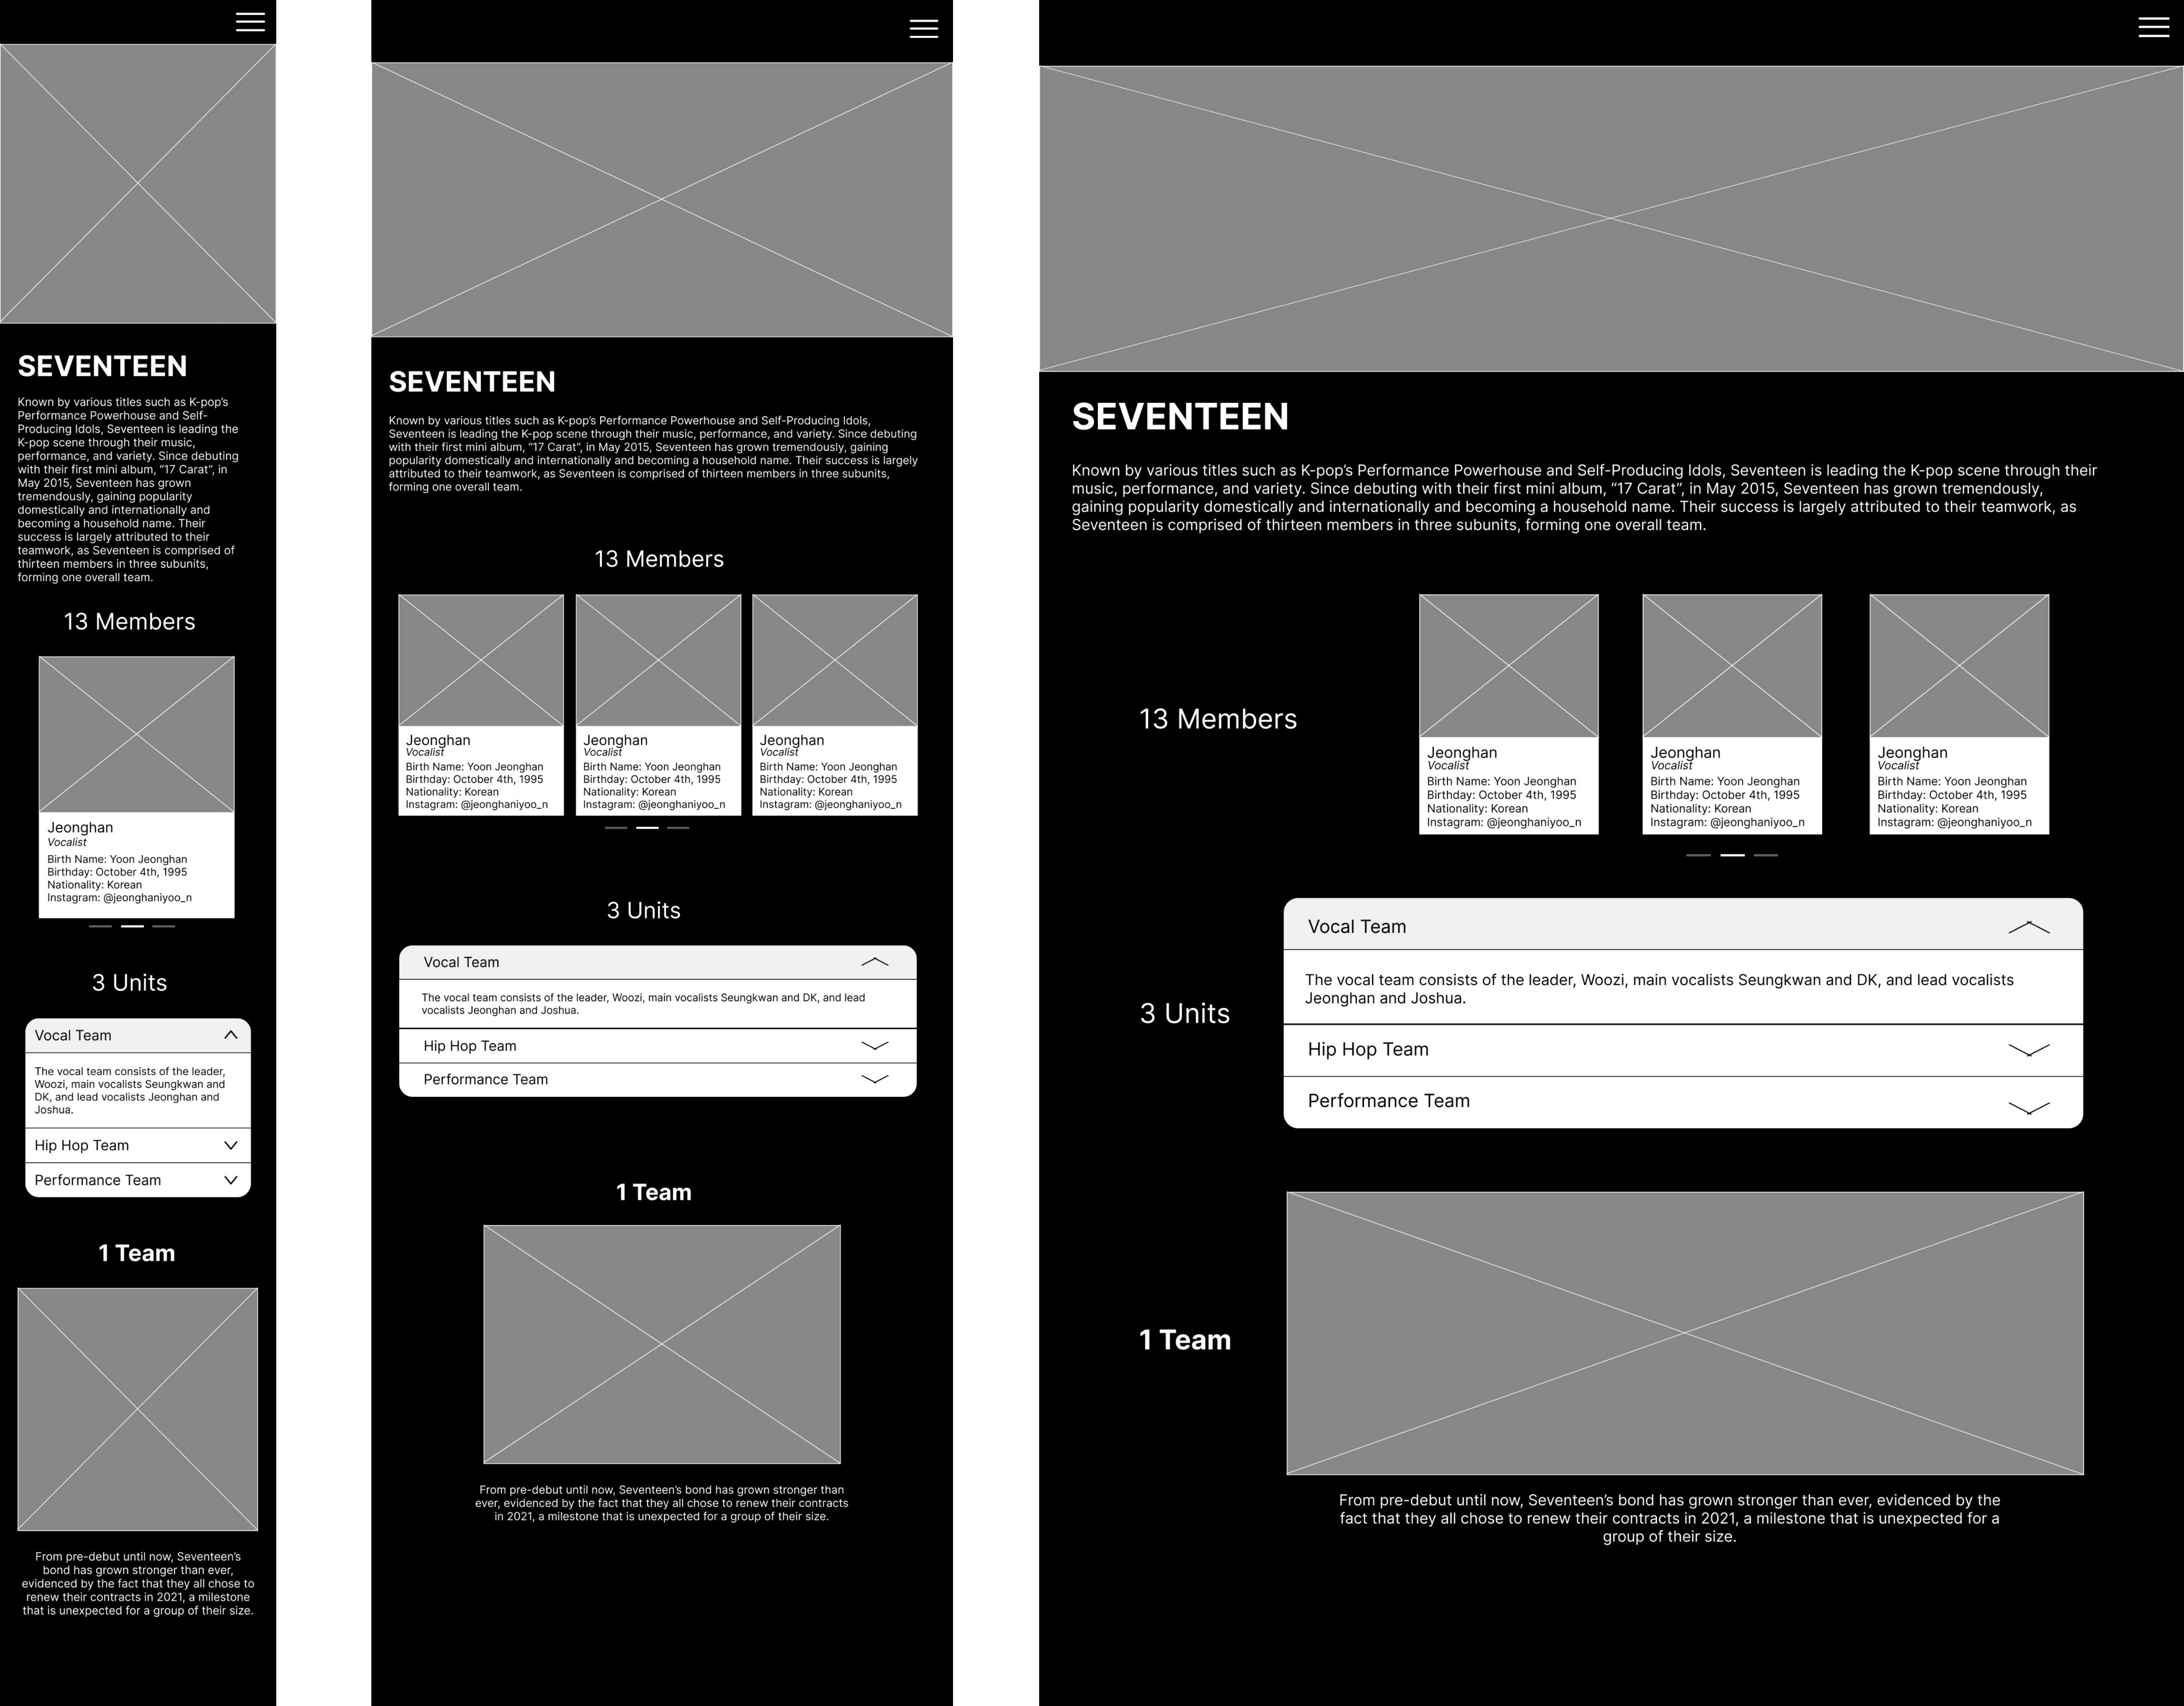 SEVENTEEN
Known by various titles such as K-pop’s
Performance Powerhouse and Self-
Producing Idols, Seventeen is leading the
K-pop scene through their music,
performance, and variety. Since debuting
with their first mini album, “17 Carat”, in
May 2015, Seventeen has grown
tremendously, gaining popularity
domestically and internationally and
becoming a household name. Their
success is largely attributed to their
teamwork, as Seventeen is comprised of
thirteen members in three subunits,
forming one overall team.
13 Members
Jeonghan
Vocalist
Birth Name: Yoon Jeonghan
Birthday: October 4th, 1995
Nationality: Korean
Instagram: @jeonghaniyoo_n
3 Units
Vocal Team
The vocal team consists of the leader,
Woozi, main vocalists Seungkwan and
DK, and lead vocalists Jeonghan and
Joshua.
Hip Hop Team
Performance Team
1 Team
From pre-debut until now, Seventeen’s
bond has grown stronger than ever,
evidenced by the fact that they all chose to
renew their contracts in 2021, a milestone
that is unexpected for a group of their size.
SEVENTEEN
Known by various titles such as K-pop’s Performance Powerhouse and Self-Producing Idols,
Seventeen is leading the K-pop scene through their music, performance, and variety. Since debuting
with their first mini album, “17 Carat”, in May 2015, Seventeen has grown tremendously, gaining
popularity domestically and internationally and becoming a household name. Their success is largely
attributed to their teamwork, as Seventeen is comprised of thirteen members in three subunits,
forming one overall team.
13 Members
Jeonghan
Vocalist
Birth Name: Yoon Jeonghan
Birthday: October 4th, 1995
Nationality: Korean
Instagram: @jeonghaniyoo_n
Jeonghan
Vocalist
Birth Name: Yoon Jeonghan
Birthday: October 4th, 1995
Nationality: Korean
Instagram: @jeonghaniyoo_n
Jeonghan
Vocalist
Birth Name: Yoon Jeonghan
Birthday: October 4th, 1995
Nationality: Korean
Instagram: @jeonghaniyoo_n
3 Units
Vocal Team
The vocal team consists of the leader, Woozi, main vocalists Seungkwan and DK, and lead
vocalists Jeonghan and Joshua.
Hip Hop Team
Performance Team
1 Team
From pre-debut until now, Seventeen’s bond has grown stronger than
ever, evidenced by the fact that they all chose to renew their contracts
in 2021, a milestone that is unexpected for a group of their size.
SEVENTEEN
Known by various titles such as K-pop’s Performance Powerhouse and Self-Producing Idols, Seventeen is leading the K-pop scene through their
music, performance, and variety. Since debuting with their first mini album, “17 Carat”, in May 2015, Seventeen has grown tremendously,
gaining popularity domestically and internationally and becoming a household name. Their success is largely attributed to their teamwork, as
Seventeen is comprised of thirteen members in three subunits, forming one overall team.
13 Members
Jeonghan
Vocalist
Birth Name: Yoon Jeonghan
Birthday: October 4th, 1995
Nationality: Korean
Instagram: @jeonghaniyoo_n
Jeonghan
Vocalist
Birth Name: Yoon Jeonghan
Birthday: October 4th, 1995
Nationality: Korean
Instagram: @jeonghaniyoo_n
Jeonghan
Vocalist
Birth Name: Yoon Jeonghan
Birthday: October 4th, 1995
Nationality: Korean
Instagram: @jeonghaniyoo_n
3 Units
Vocal Team
The vocal team consists of the leader, Woozi, main vocalists Seungkwan and DK, and lead vocalists
Jeonghan and Joshua.
Hip Hop Team
Performance Team
1 Team
From pre-debut until now, Seventeen’s bond has grown stronger than ever, evidenced by the
fact that they all chose to renew their contracts in 2021, a milestone that is unexpected for a
group of their size.